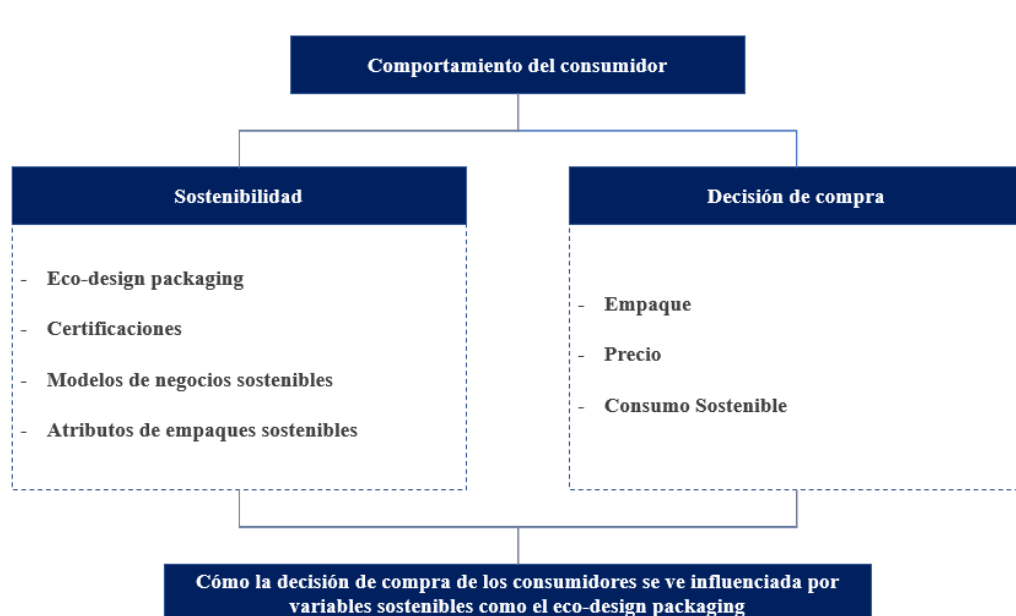 Comportamiento del consumidor
Sostenibilidad
- Eco-design packaging
- Certificaciones
- Modelos de negocios sostenibles
- Atributos de empaques sostenibles
Decisión de compra
- Empaque
- Precio
- Consumo Sostenible
Cómo la decisión de compra de los consumidores se ve influenciada por
variables sostenibles como el eco-design packaging